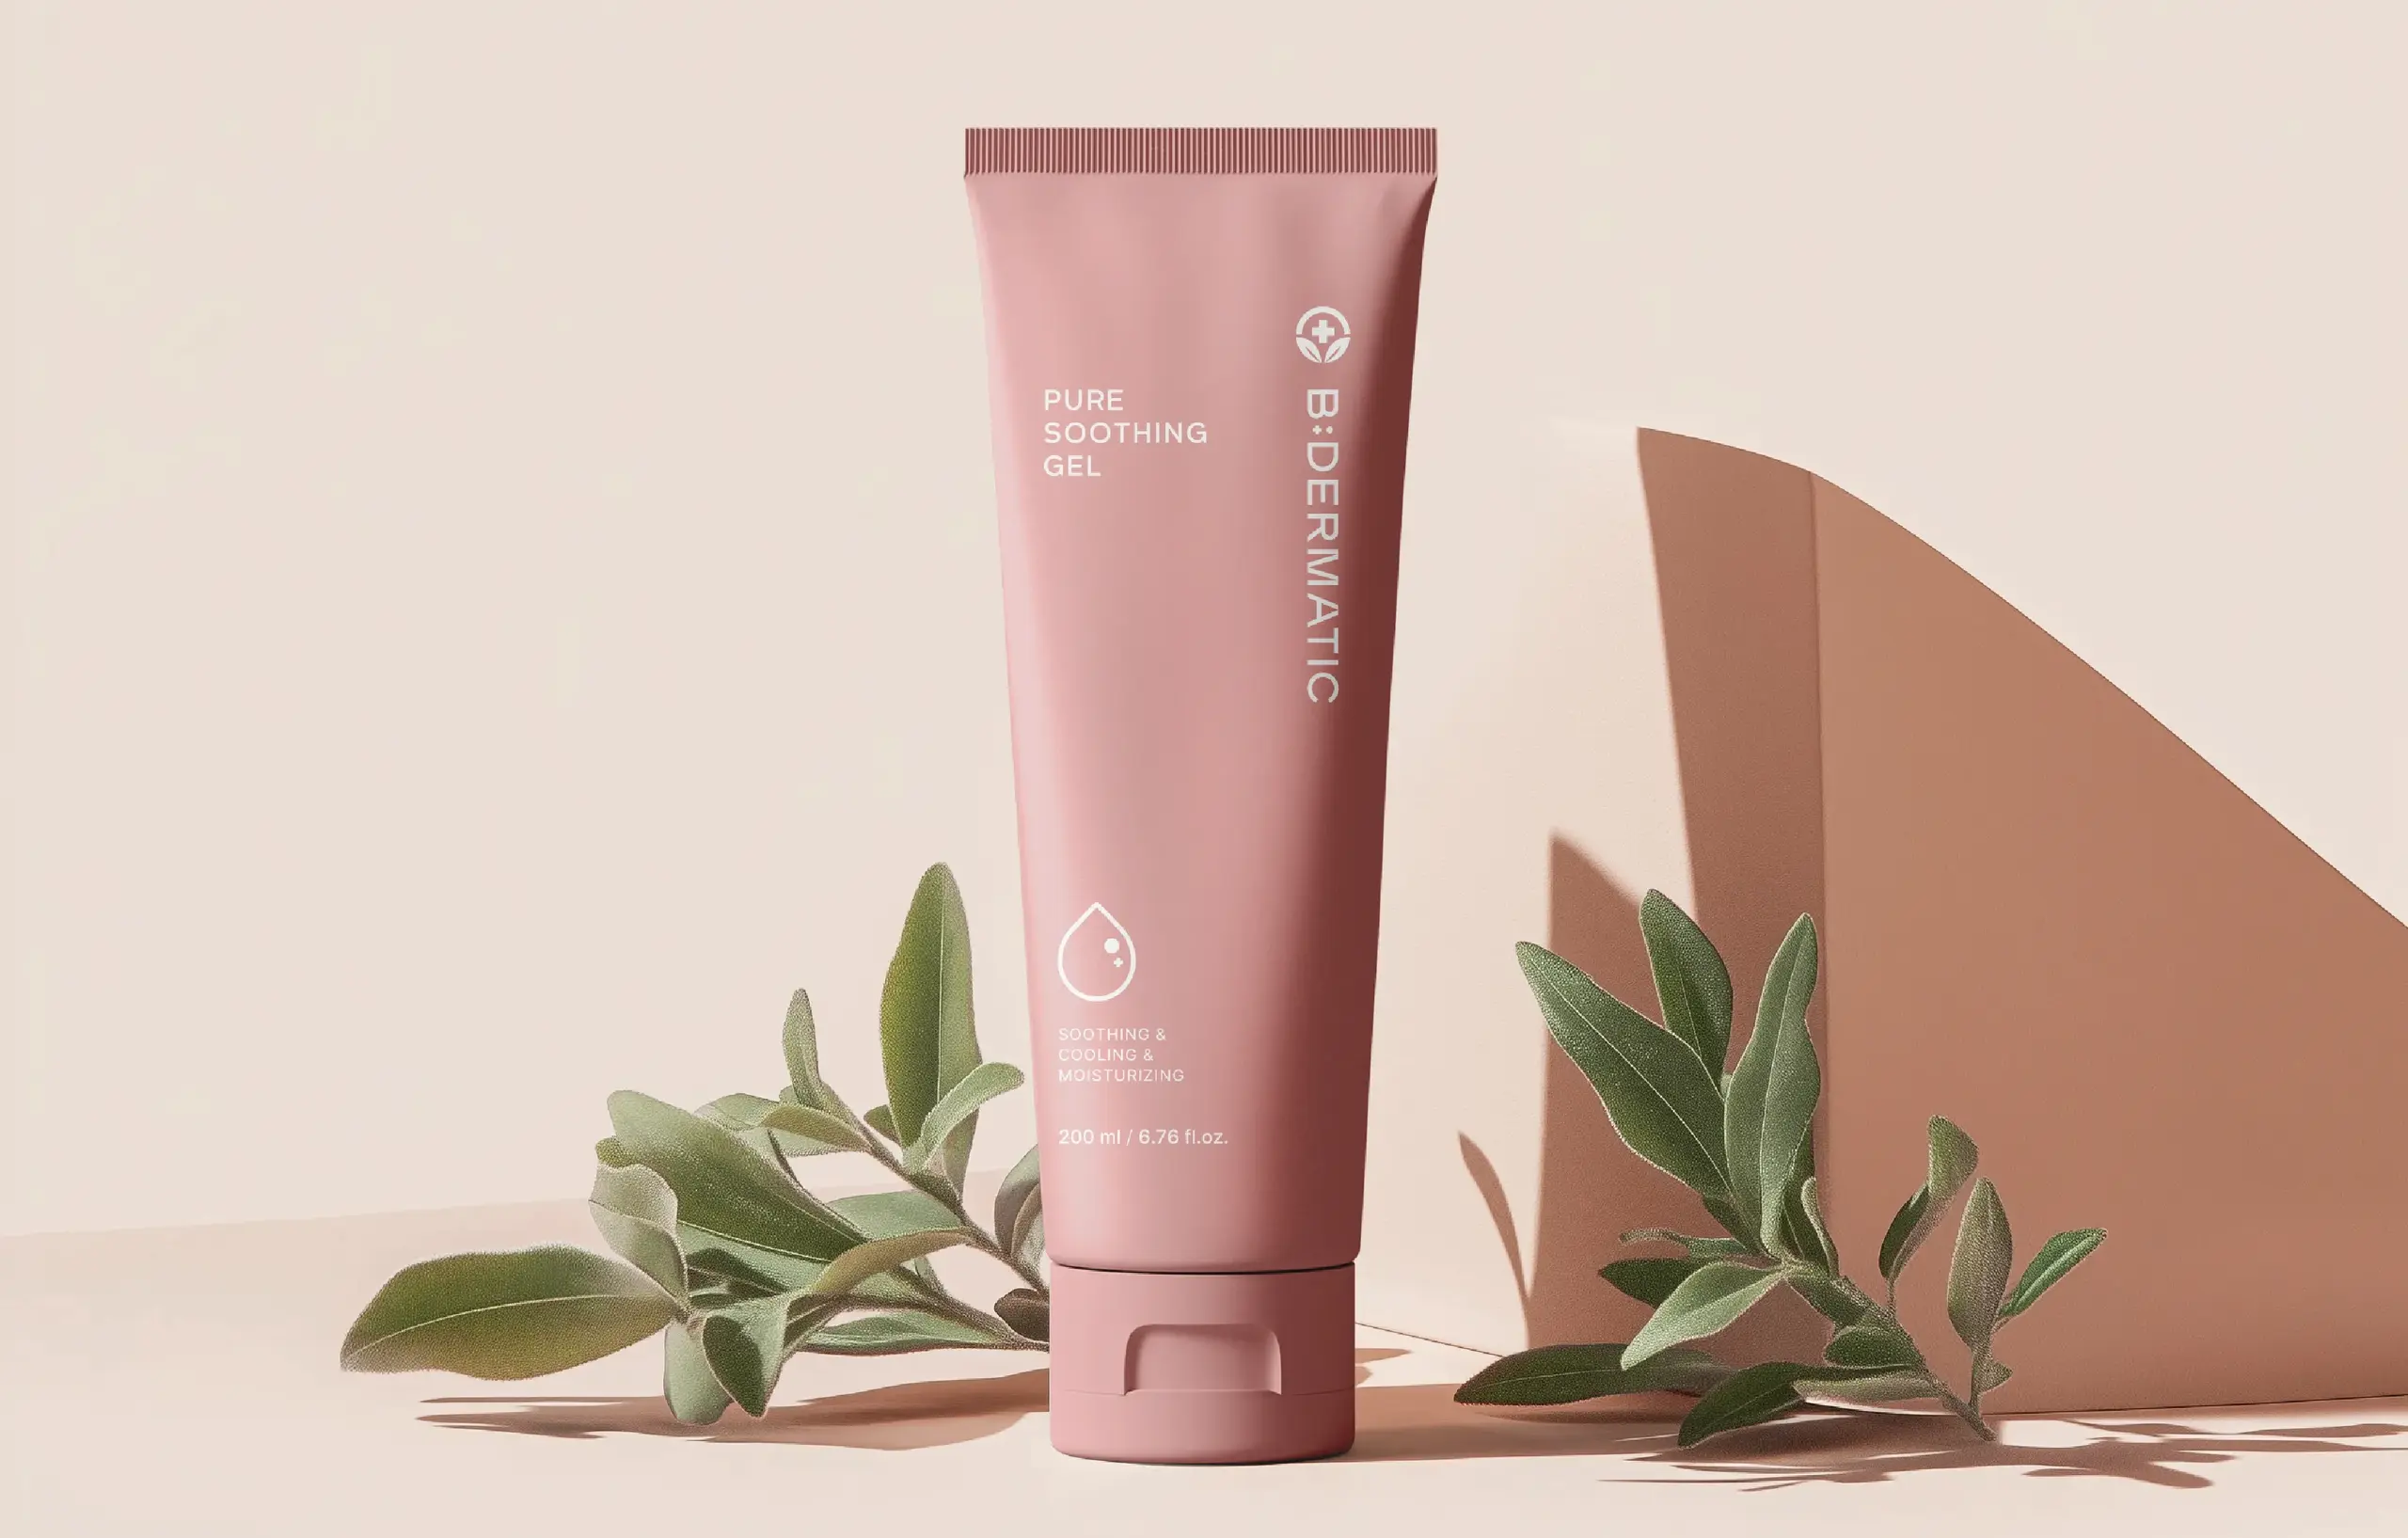 PURE
SOOTHING
GEL
B:DERMATIC
SOOTHING &
COOLING &
MOISTURIZING
200 ml / 6.76 fl.oz.